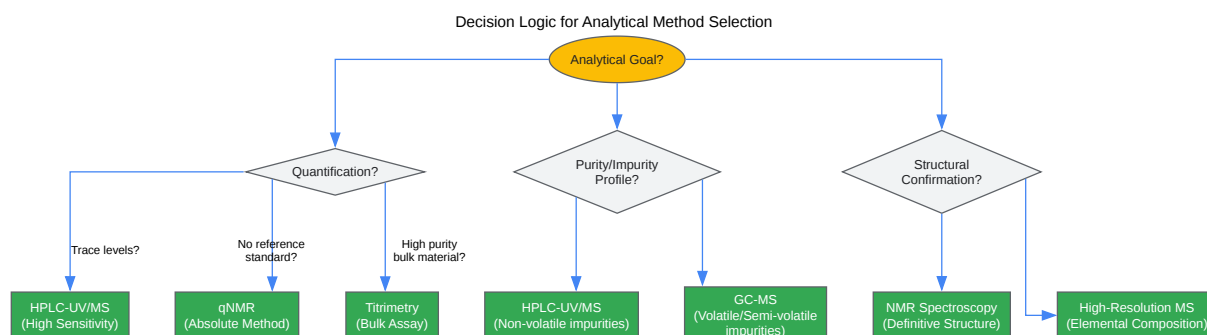 Decision Logic for Analytical Method Selection
Analytical Goal?
Quantification?
Purity/Impurity
Profile?
Structural
Confirmation?
Trace levels?
No reference
standard?
High purity
bulk material?
HPLC-UV/MS
(High Sensitivity)
qNMR
(Absolute Method)
Titrimetry
(Bulk Assay)
HPLC-UV/MS
(Non-volatile impurities)
GC-MS
(Volatile/Semi-volatile
impurities)
NMR Spectroscopy
(Definitive Structure)
High-Resolution MS
(Elemental Composition)